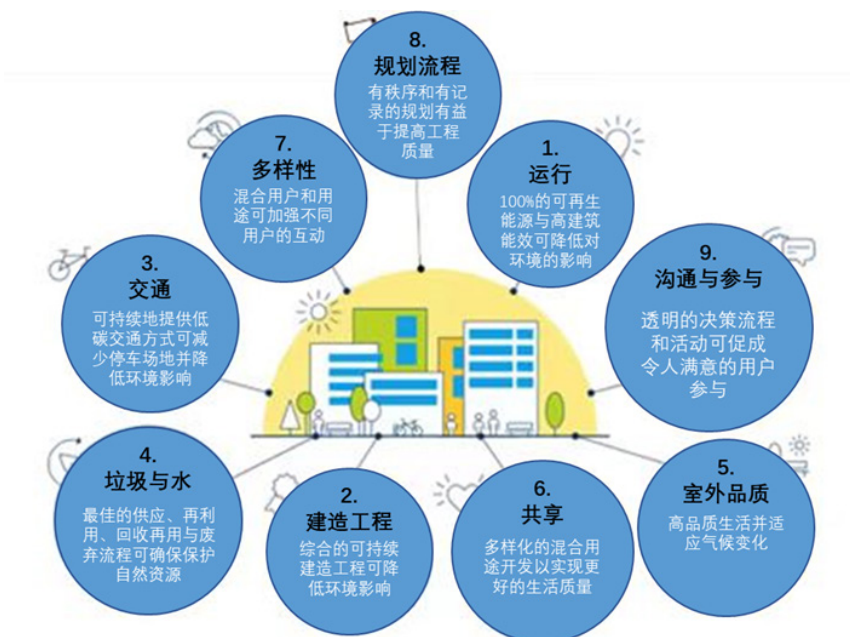 8.
规划流程
有秩序和有记
录的规划有益
于提高工程
质量
7.
多样性
混合用户和用
途可加强不同
用户的互动
1.
运行
100%的可再生
能源与高建筑
能效可降低对
环境的影响
3.
交通
可持续地提供低
碳交通方式可减
少停车场地并降
低环境影响
9.
沟通与参与
透明的决策流程
和活动可促成
令人满意的用户
参与
4.
垃圾与水
最佳的供应、再利
用、回收再用与废
弃流程可确保保护
自然资源
2.
建造工程
综合的可持续
建造工程可降
低环境影响
6.
共享
多样化的混合用
途开发以实现更
好的生活质量
5.
室外品质
高品质生活并适
应气候变化